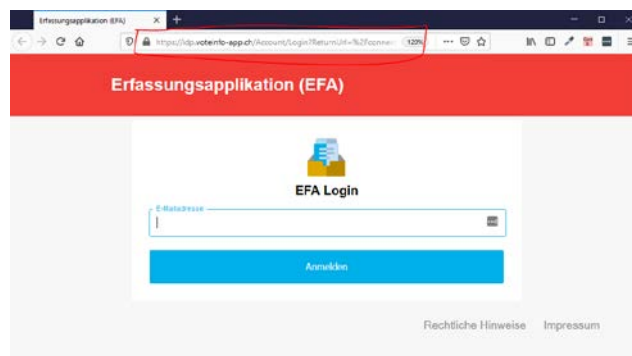 Erfassungsapplikation (EFA)
https://idp.voteinfo-app.ch/Account/Login?ReturnUrl=%2Fconnec
120%
Erfassungsapplikation (EFA)
EFA Login
E-Mailadresse
Anmelden
Rechtliche Hinweise
Impressum